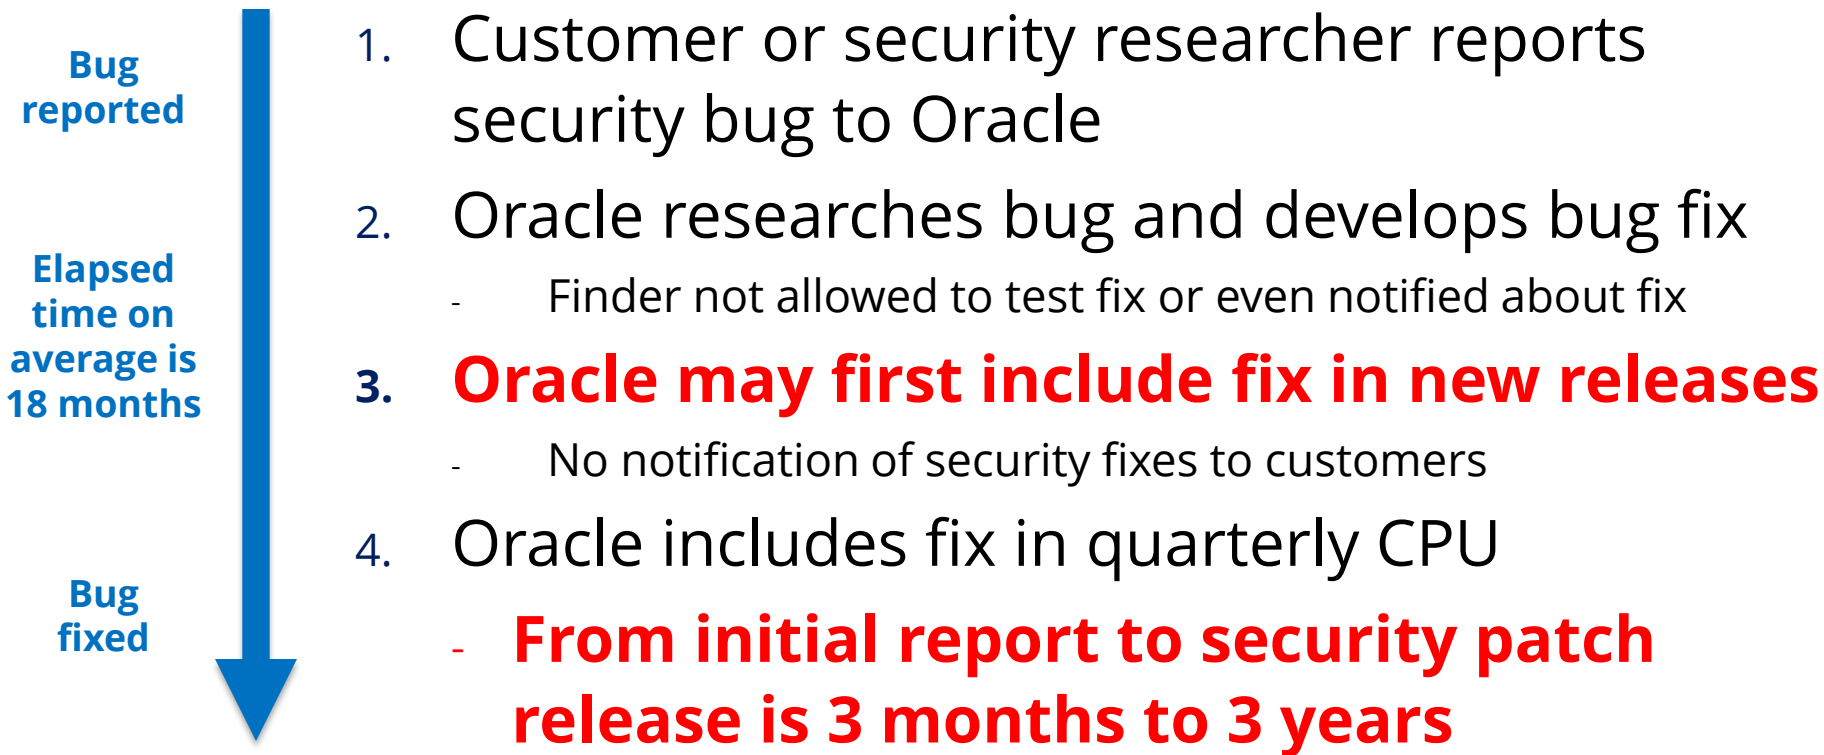 Bug
reported
Elapsed
time on
average is
18 months
Bug
fixed
1. Customer or security researcher reports
security bug to Oracle
2. Oracle researches bug and develops bug fix
- Finder not allowed to test fix or even notified about fix
3. Oracle may first include fix in new releases
- No notification of security fixes to customers
4. Oracle includes fix in quarterly CPU
- From initial report to security patch
release is 3 months to 3 years